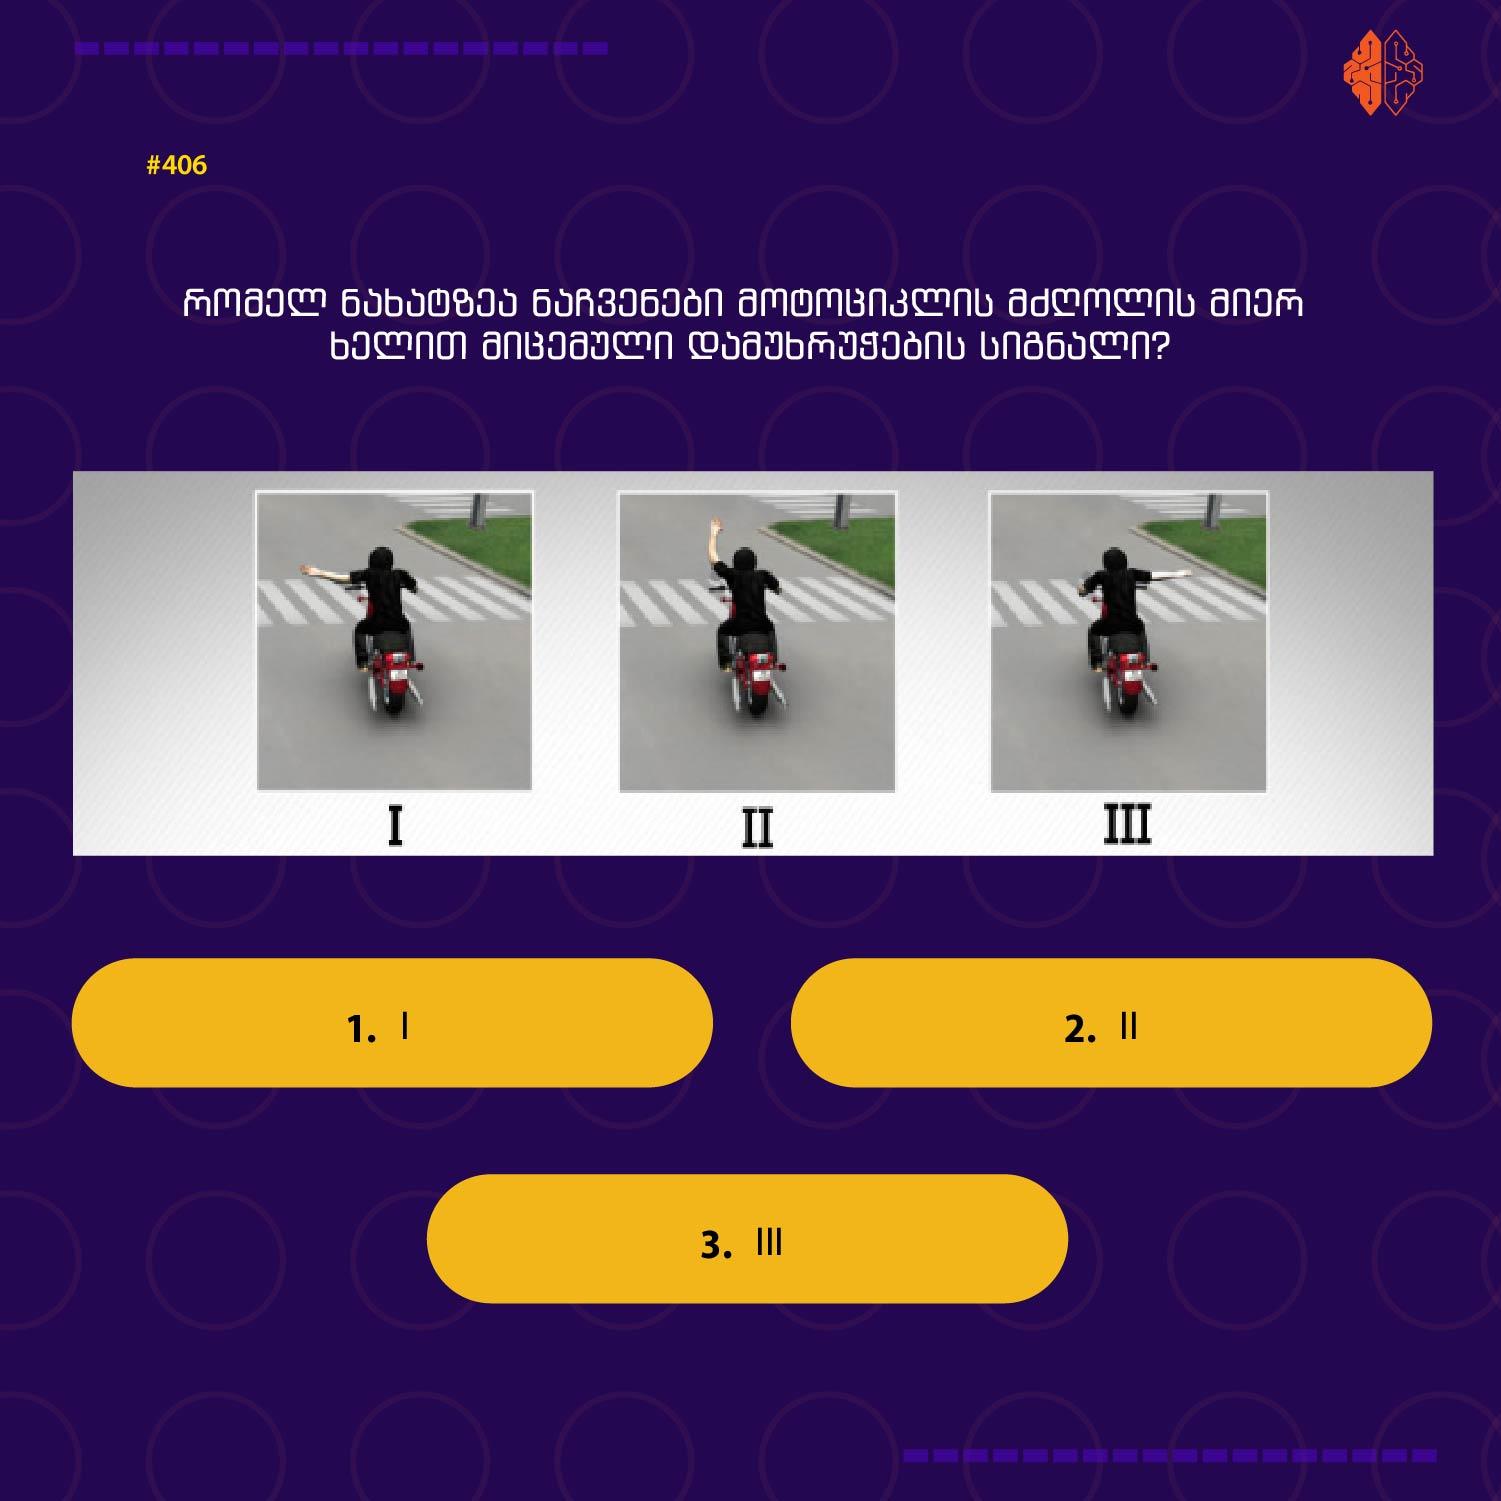 #406
რომელ ნახატზეა ნაჩვენები მოტოციკლის მძღოლის მიერ
ხელით მიცემული დამუხრუჭების სიგნალი?
I
II
III
1. I
2. II
3. III